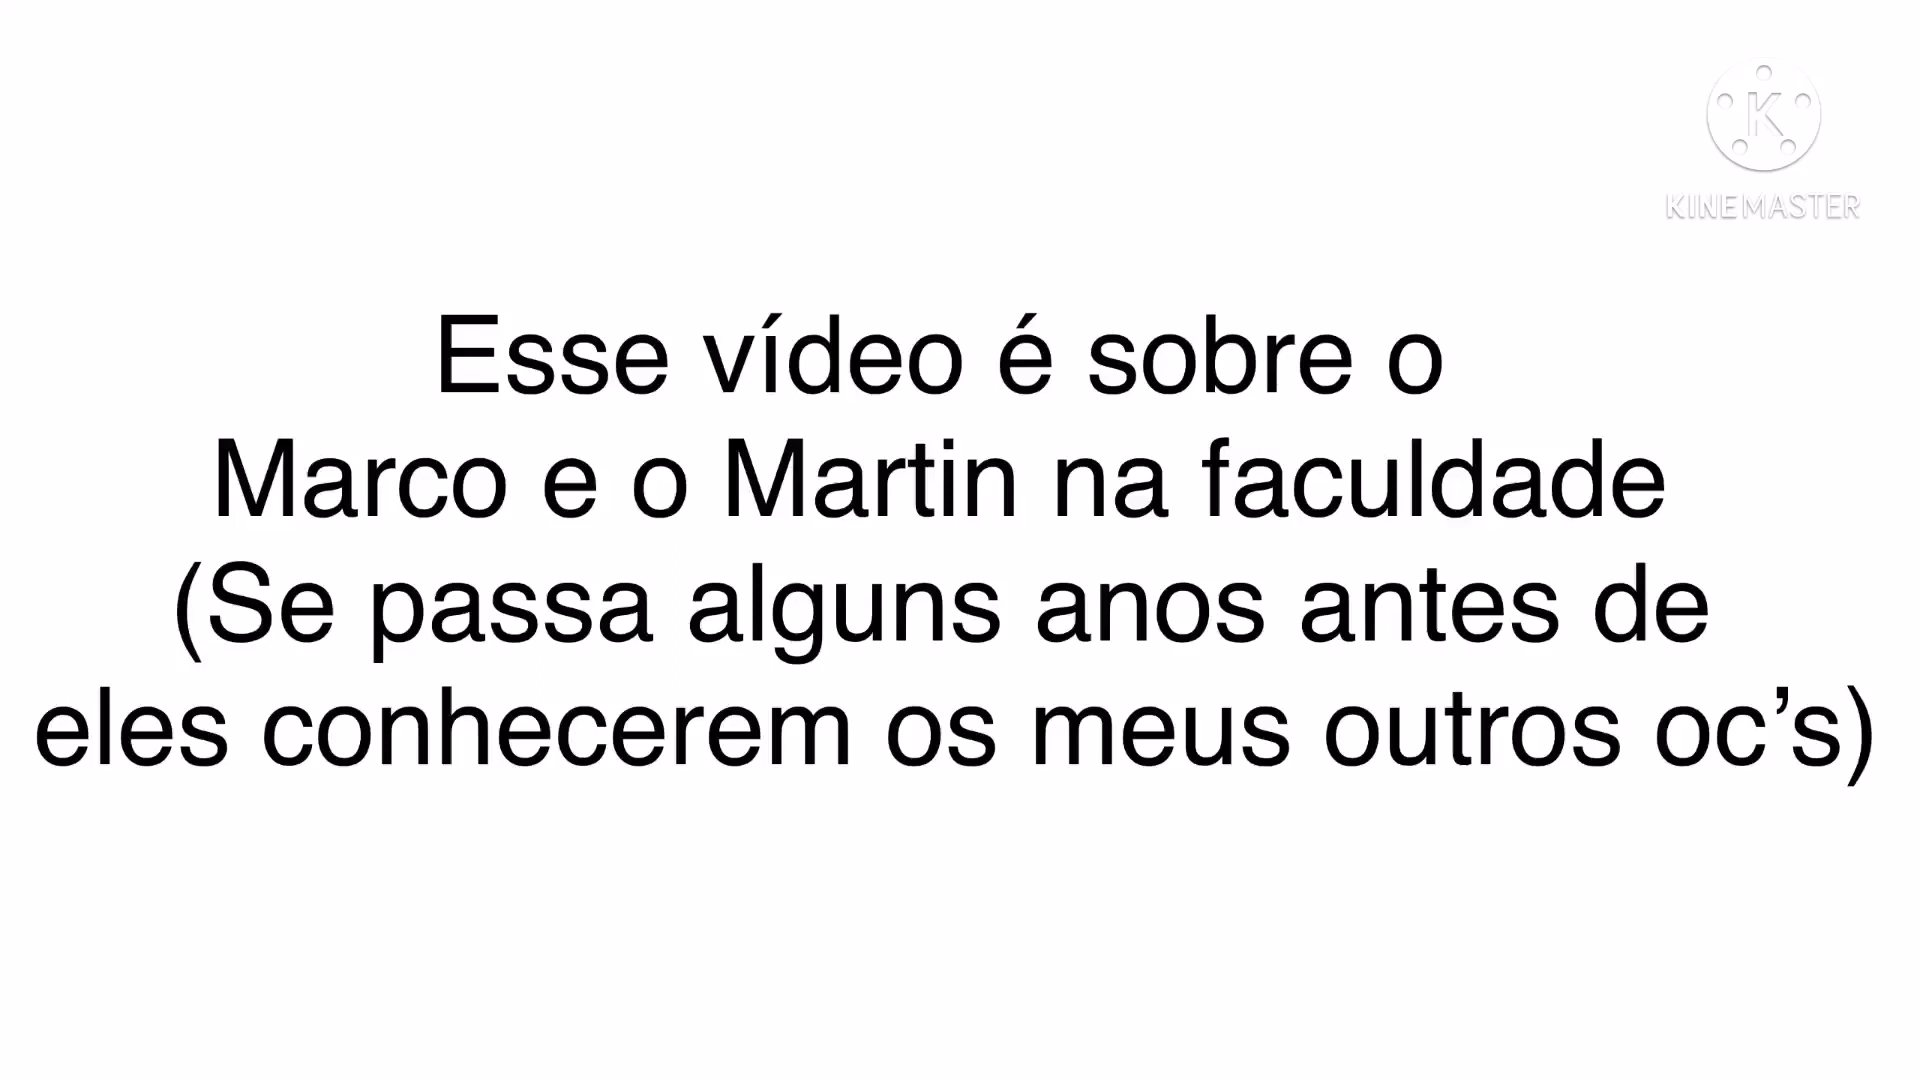 K
KINEMASTER
Esse vídeo é sobre o
Marco e o Martin na faculdade
(Se passa alguns anos antes de
eles conhecerem os meus outros oc’s)